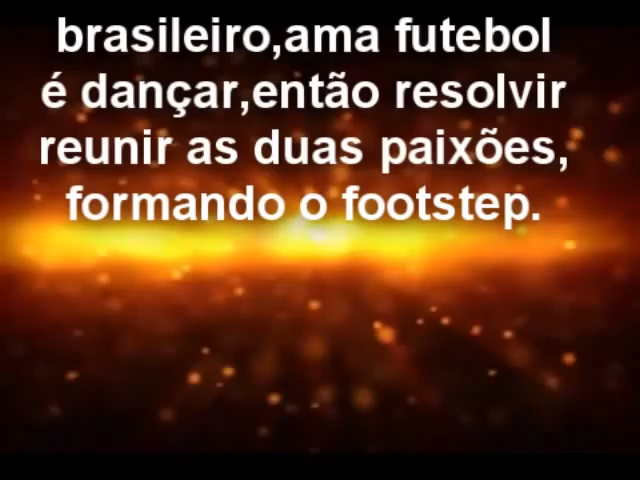 brasileiro,ama futebol
é dançar,então resolvir
reunir as duas paixões,
formando o footstep.